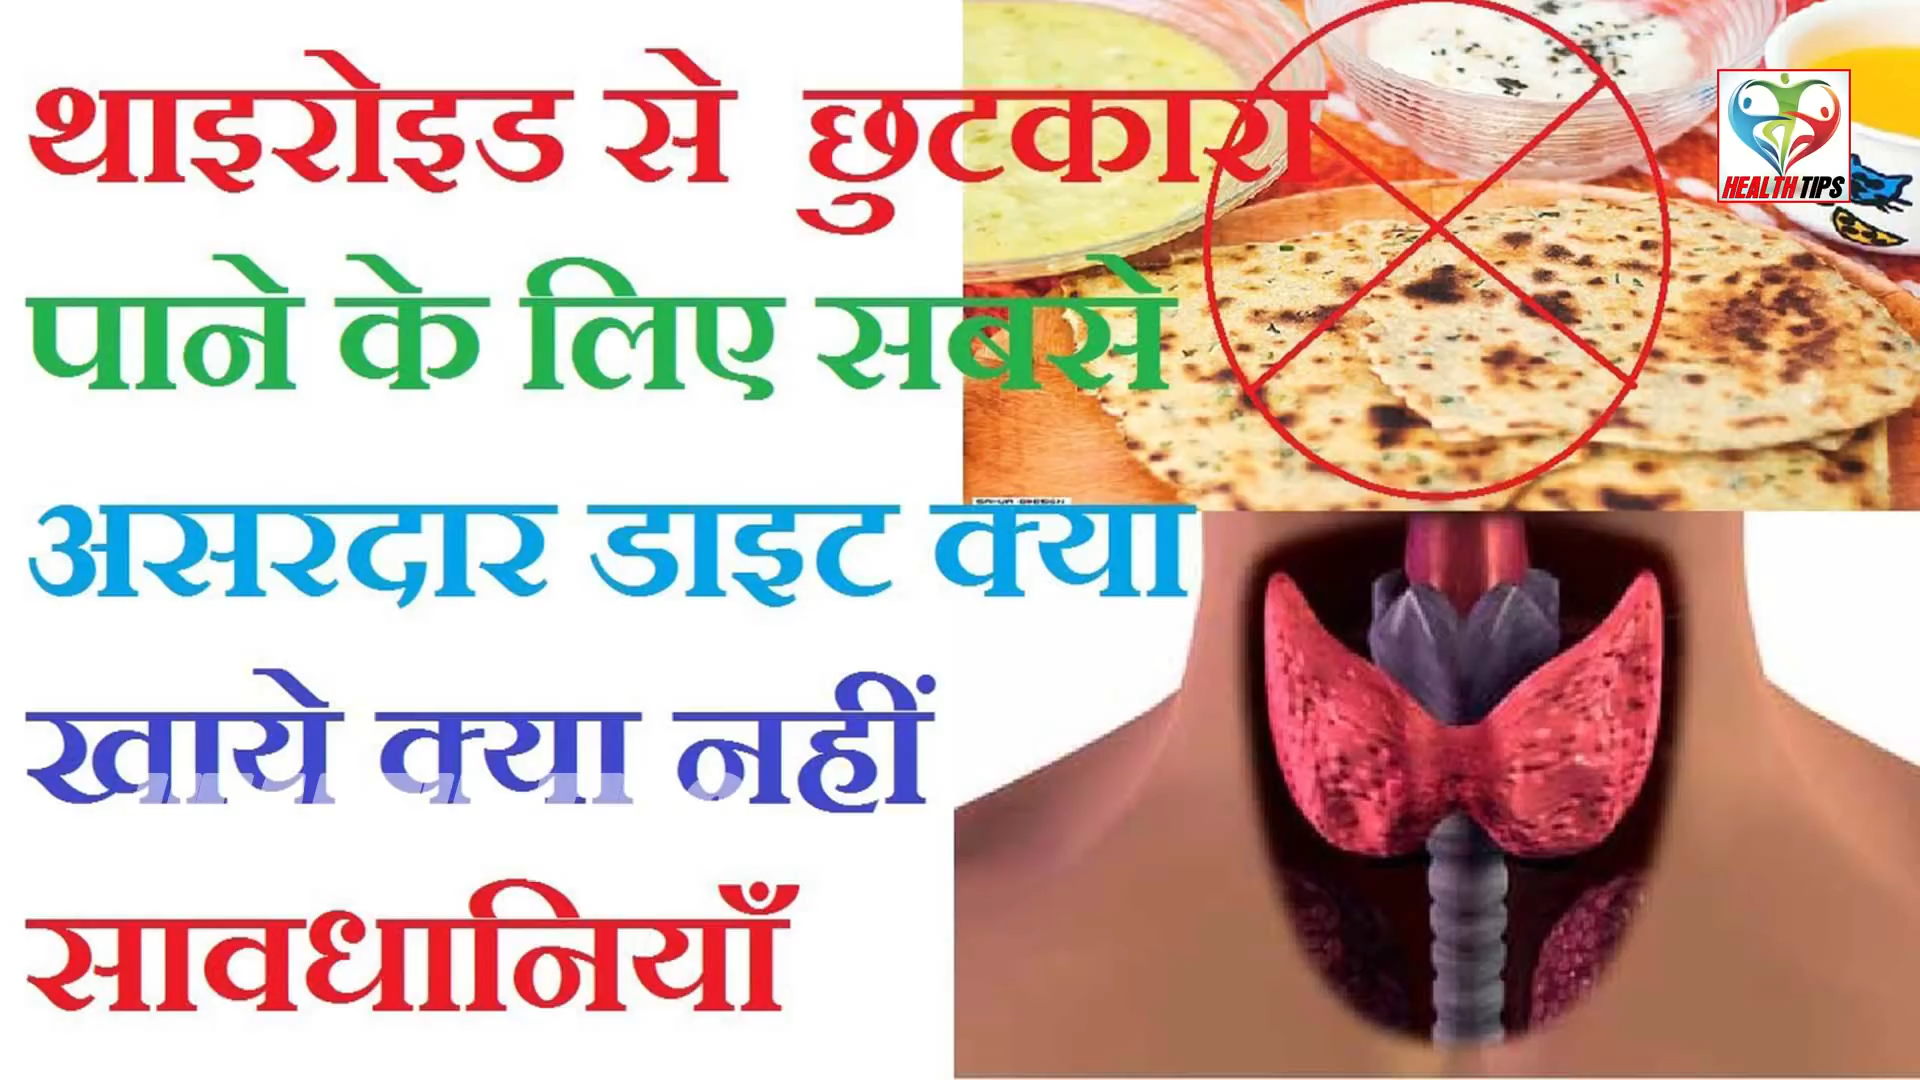 थाइरोइड से छुटकारा
पाने के लिए सबसे
असरदार डाइट क्या
खाये क्या नहीं
सावधानियाँ
HEALTH TIPS